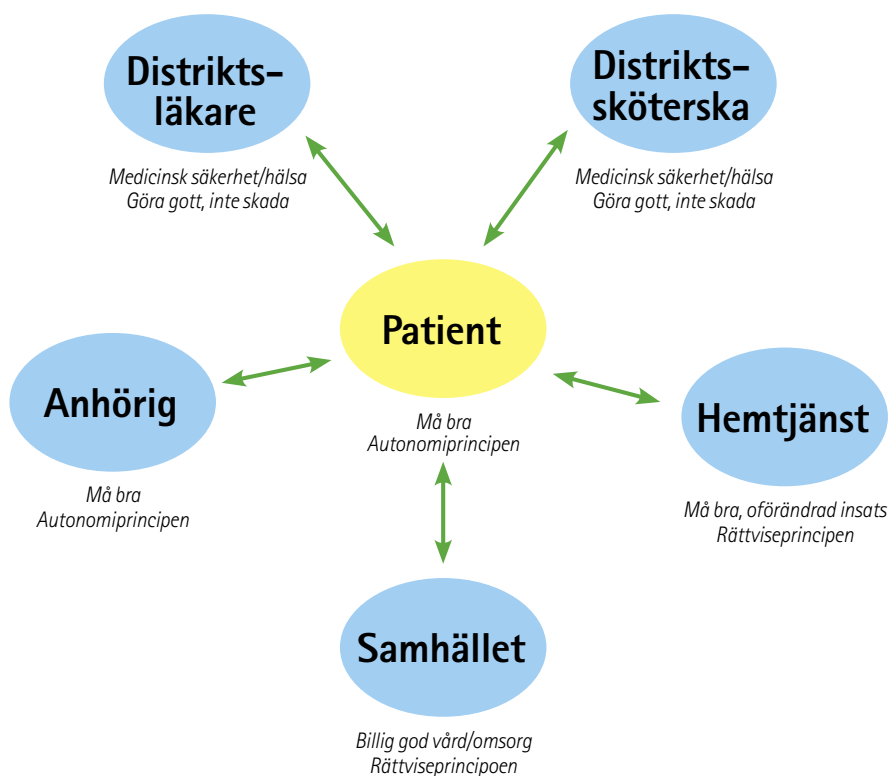 Distrikts-
läkare
Medicinsk säkerhet/hälsa
Göra gott, inte skada
Distrikts-
sköterska
Medicinsk säkerhet/hälsa
Göra gott, inte skada
Patient
Må bra
Autonomiprincipen
Anhörig
Må bra
Autonomiprincipen
Hemtjänst
Må bra, oförändrad insats
Rättviseprincipen
Samhället
Billig god vård/omsorg
Rättviseprincipoen